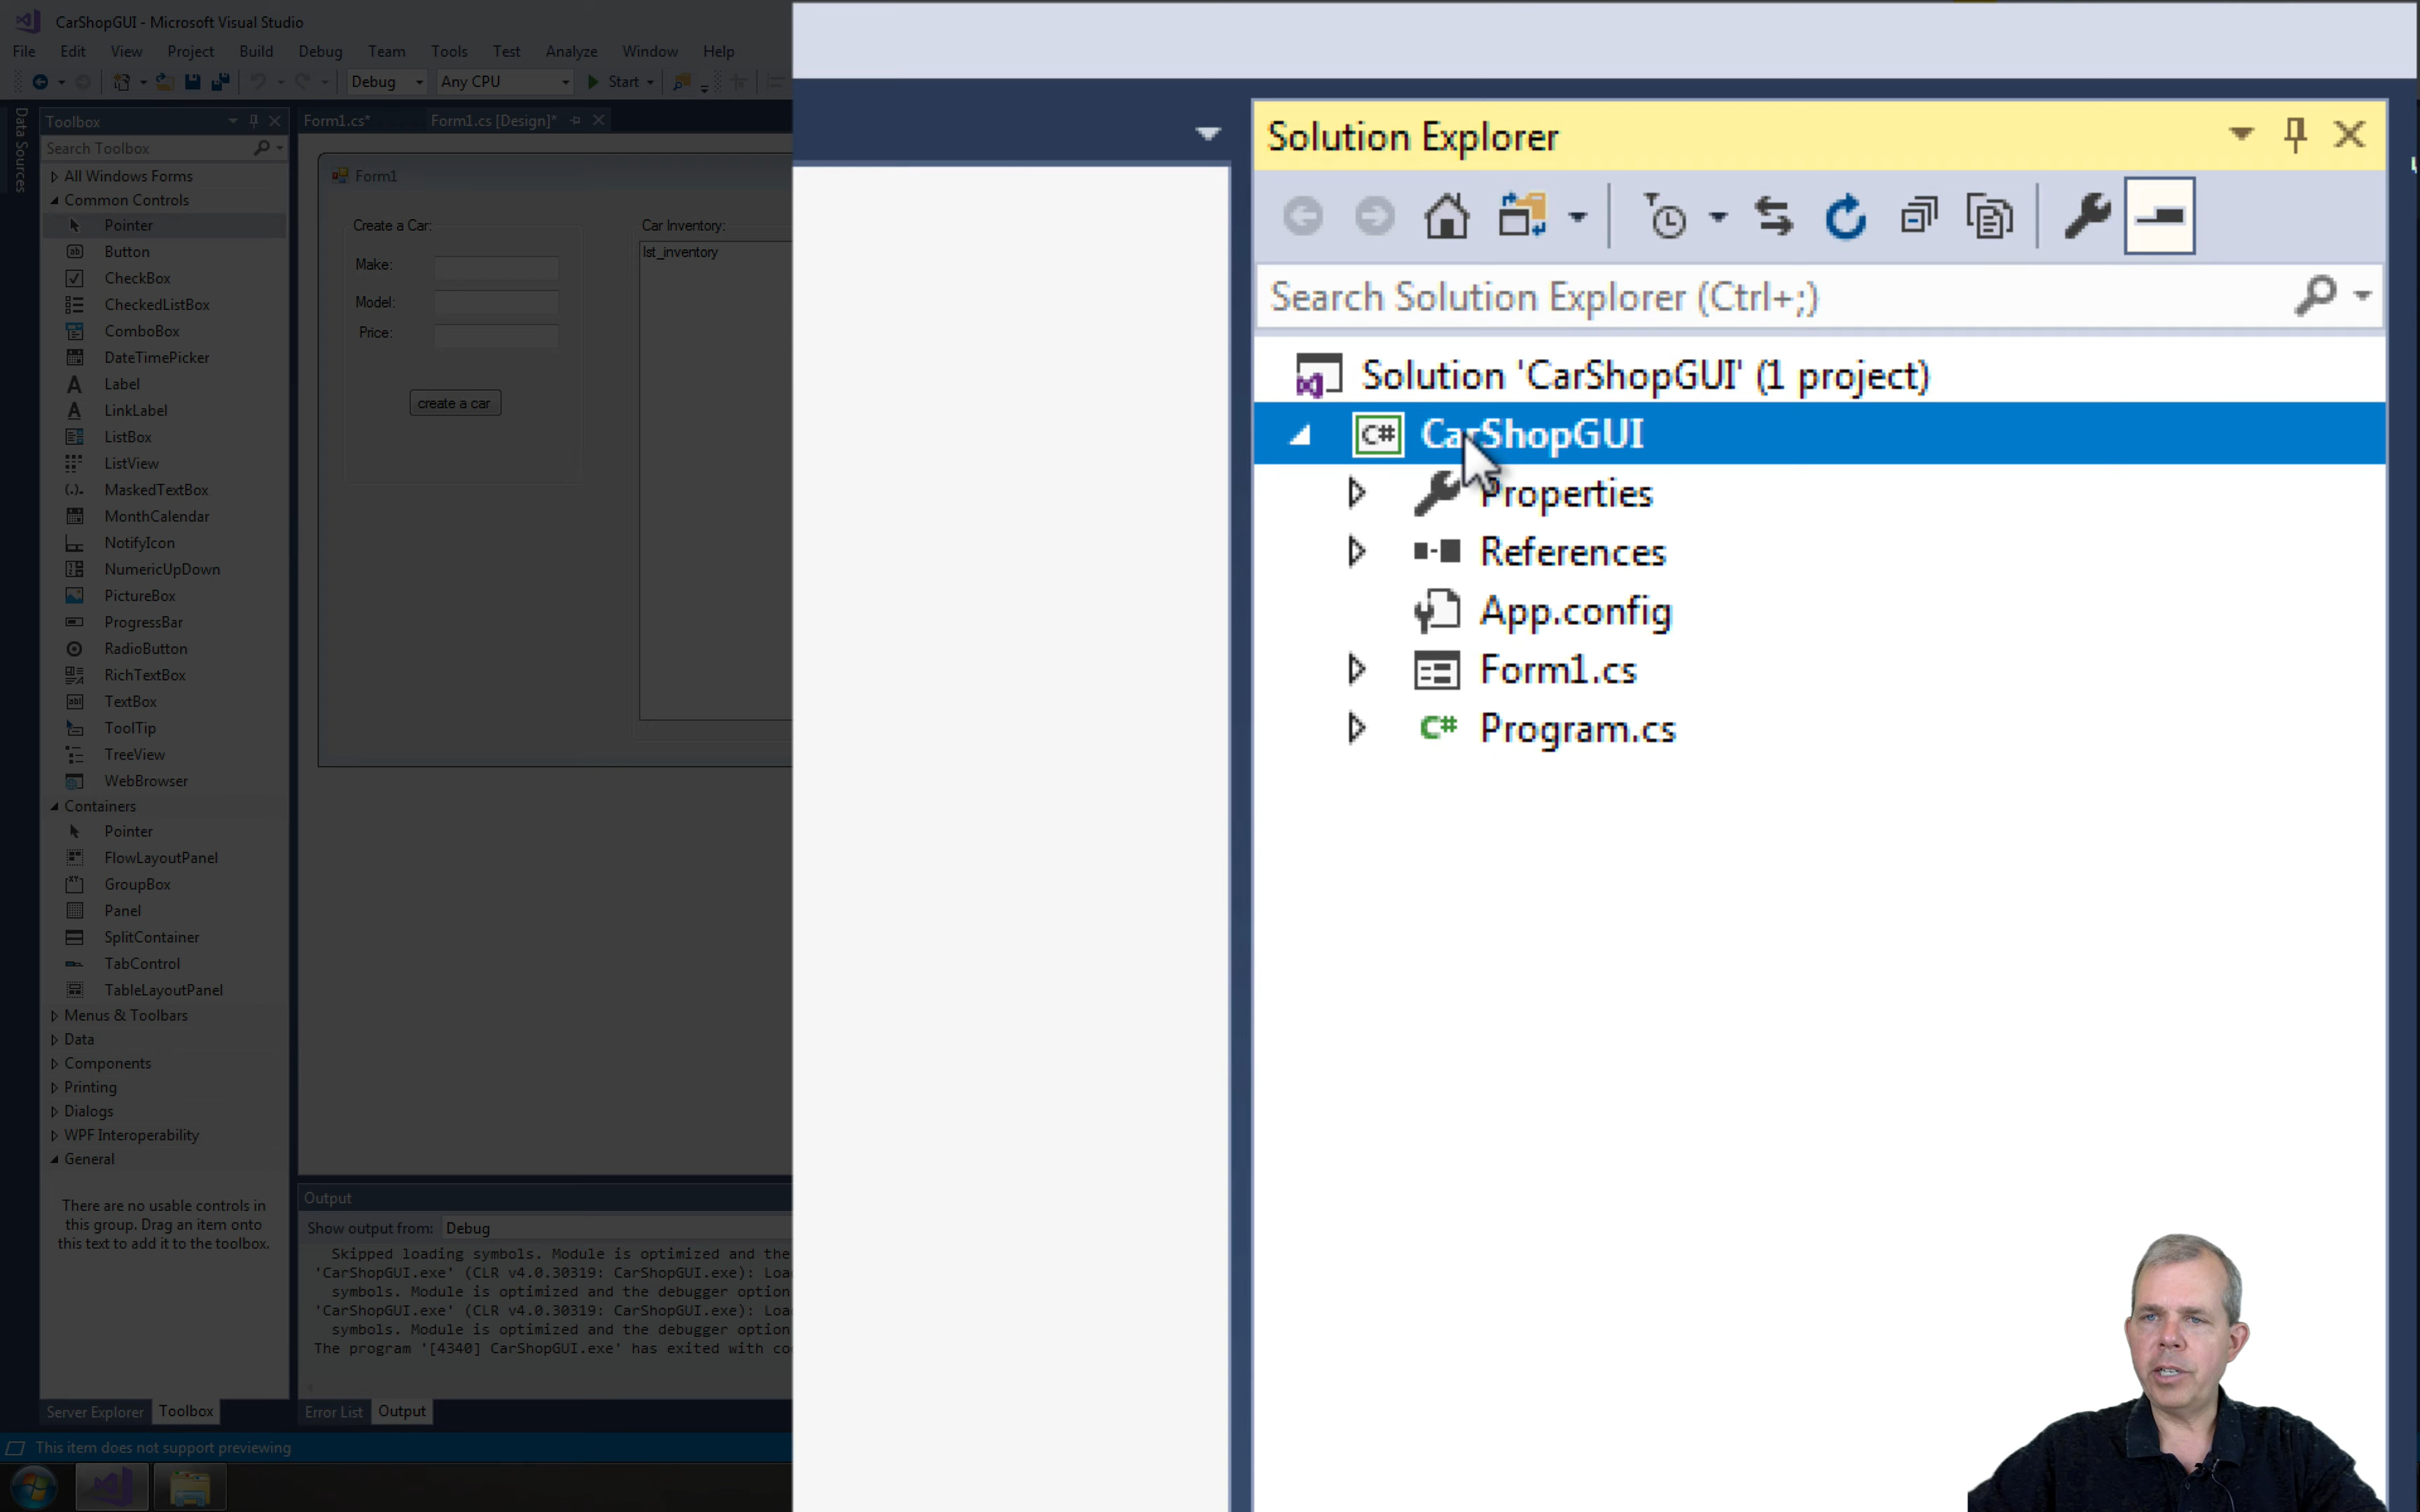 CarShopGUI - Microsoft Visual Studio
File Edit View Project Build Debug Team Tools Test Analyze Window Help
Debug Any CPU Start
Data Sources
Toolbox
Search Toolbox
All Windows Forms
Common Controls
Pointer
Button
CheckBox
CheckedListBox
ComboBox
DateTimePicker
Label
LinkLabel
ListBox
ListView
MaskedTextBox
MonthCalendar
NotifyIcon
NumericUpDown
PictureBox
ProgressBar
RadioButton
RichTextBox
TextBox
ToolTip
TreeView
WebBrowser
Containers
Pointer
FlowLayoutPanel
GroupBox
Panel
SplitContainer
TabControl
TableLayoutPanel
Menus & Toolbars
Data
Components
Printing
Dialogs
WPF Interoperability
General
There are no usable controls in
this group. Drag an item onto
this text to add it to the toolbox.
Server Explorer Toolbox
Form1.cs* Form1.cs [Design]*
Form1
Create a Car:
Make:
Model:
Price:
create a car
Car Inventory:
lst_inventory
Output
Show output from: Debug
Skipped loading symbols. Module is optimized and the
'CarShopGUI.exe' (CLR v4.0.30319: CarShopGUI.exe): Loa
symbols. Module is optimized and the debugger option
'CarShopGUI.exe' (CLR v4.0.30319: CarShopGUI.exe): Loa
symbols. Module is optimized and the debugger option
The program '[4340] CarShopGUI.exe' has exited with co
Error List Output
This item does not support previewing
Solution Explorer
Search Solution Explorer (Ctrl+;)
Solution 'CarShopGUI' (1 project)
C# CarShopGUI
Properties
References
App.config
Form1.cs
C# Program.cs